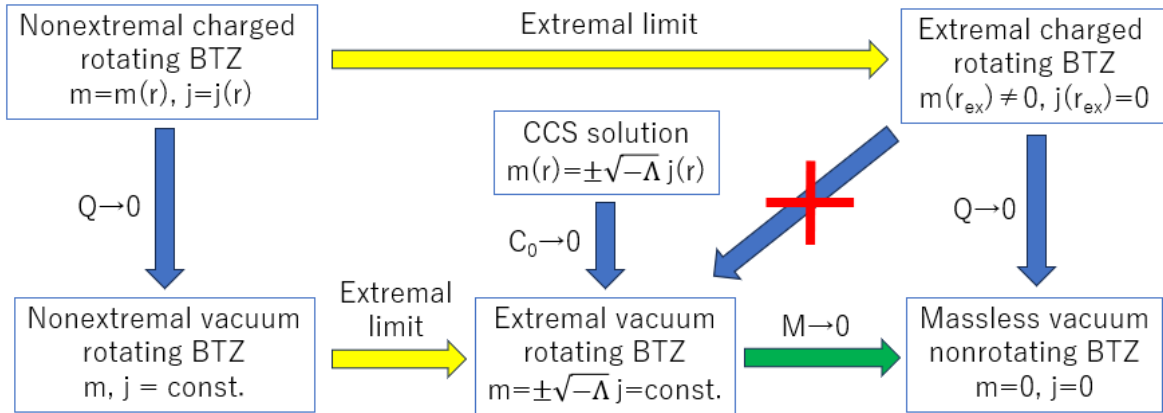 Nonextremal charged
rotating BTZ
m=m(r), j=j(r)
Extremal limit
Extremal charged
rotating BTZ
m(r_ex)≠0, j(r_ex)=0
CCS solution
m(r)=±√-Λ j(r)
Q→0
C₀→0
Q→0
Nonextremal vacuum
rotating BTZ
m, j = const.
Extremal
limit
Extremal vacuum
rotating BTZ
m=±√-Λ j=const.
M→0
Massless vacuum
nonrotating BTZ
m=0, j=0